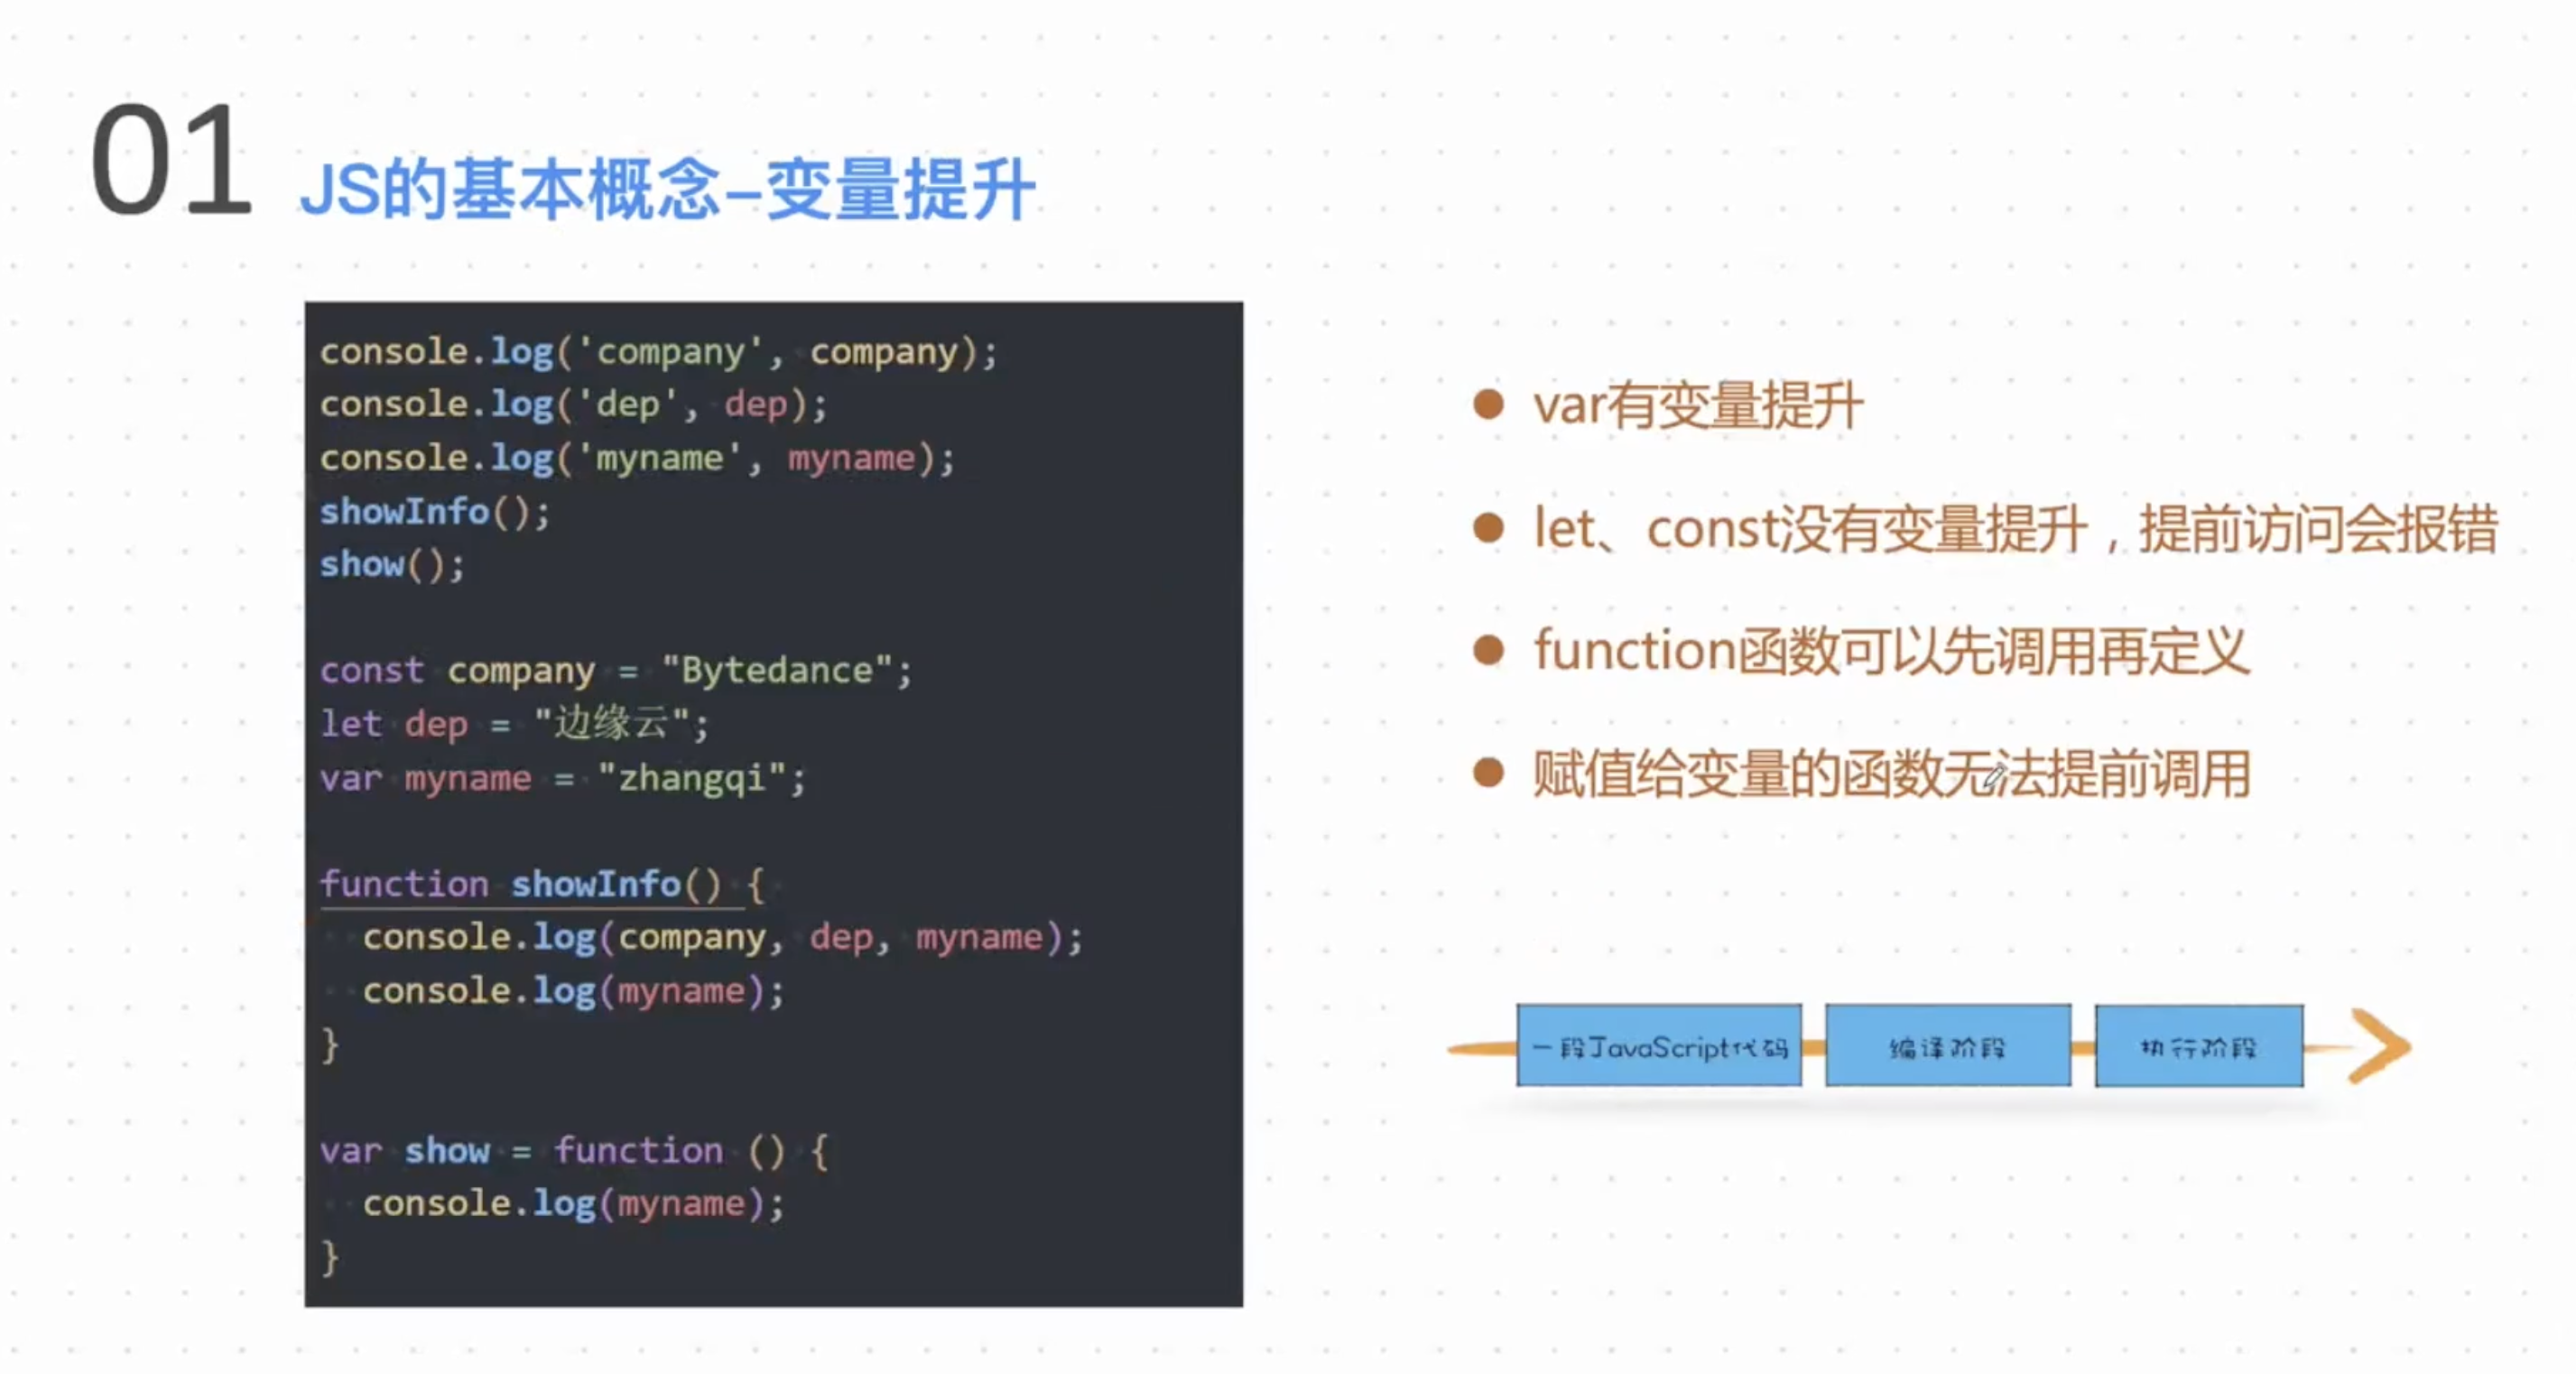 01 JS的基本概念–变量提升
console.log('company', company);
console.log('dep', dep);
console.log('myname', myname);
showInfo();
show();
const company = "Bytedance";
let dep = "边缘云";
var myname = "zhangqi";
function showInfo() {
console.log(company, dep, myname);
console.log(myname);
}
var show = function () {
console.log(myname);
}
var有变量提升
let、const没有变量提升，提前访问会报错
function函数可以先调用再定义
赋值给变量的函数无法提前调用
一段JavaScript代码
编译阶段
执行阶段